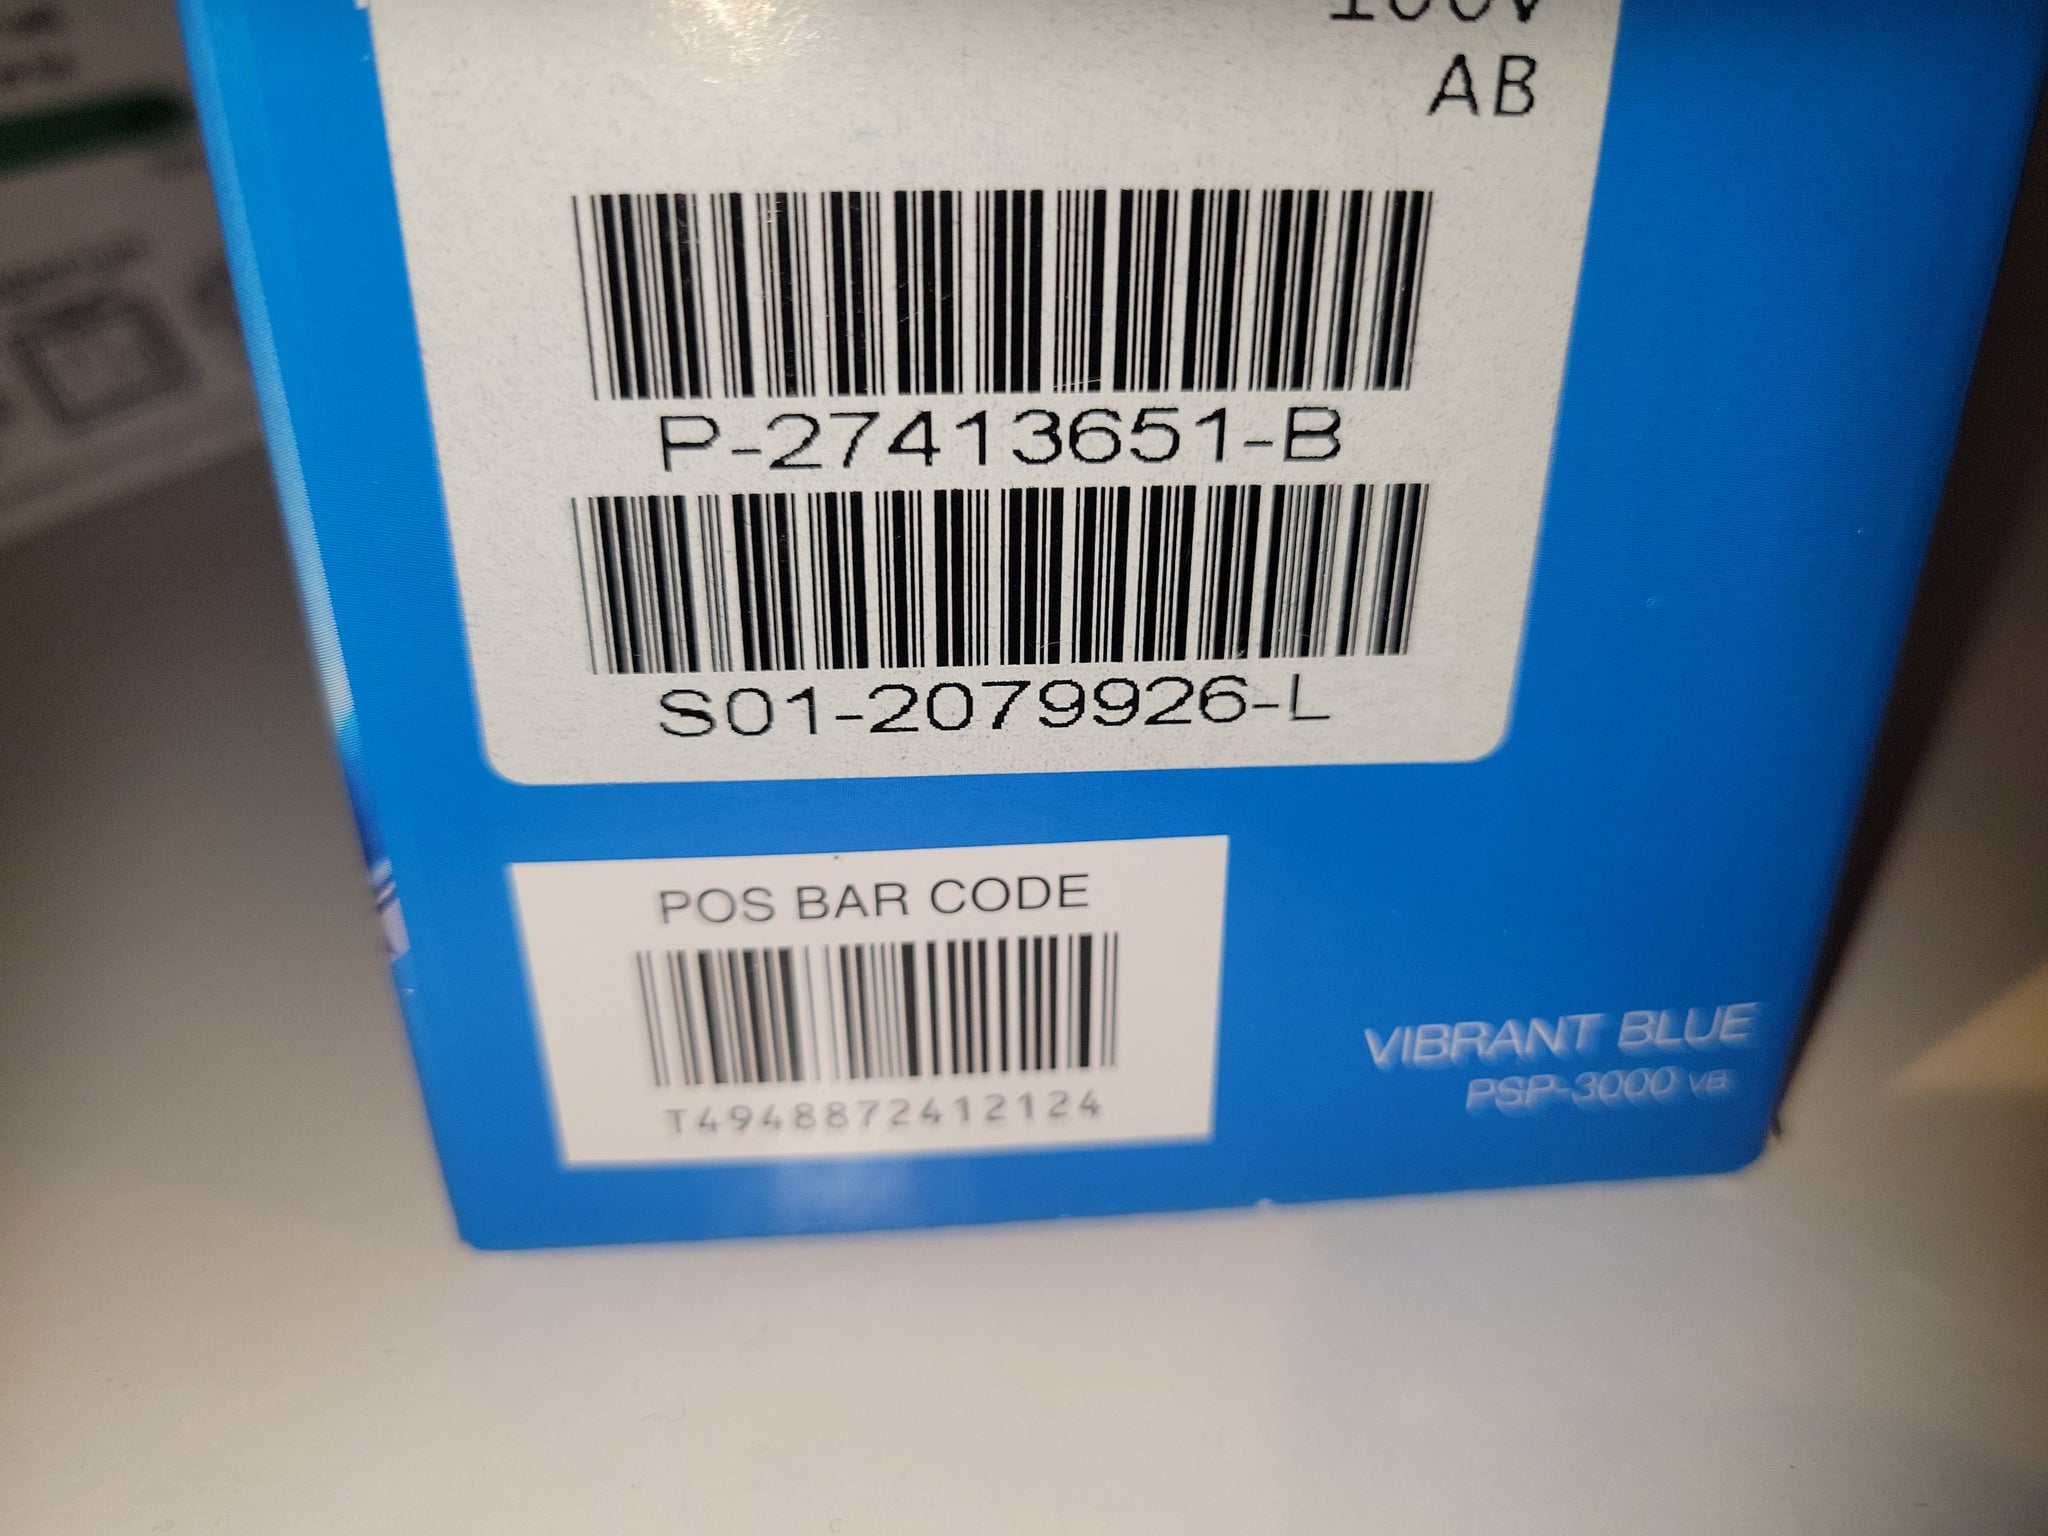 100V
AB
P-27413651-B
S01-2079926-L
POS BAR CODE
T4948872412124
VIBRANT BLUE
PSP-3000 VB